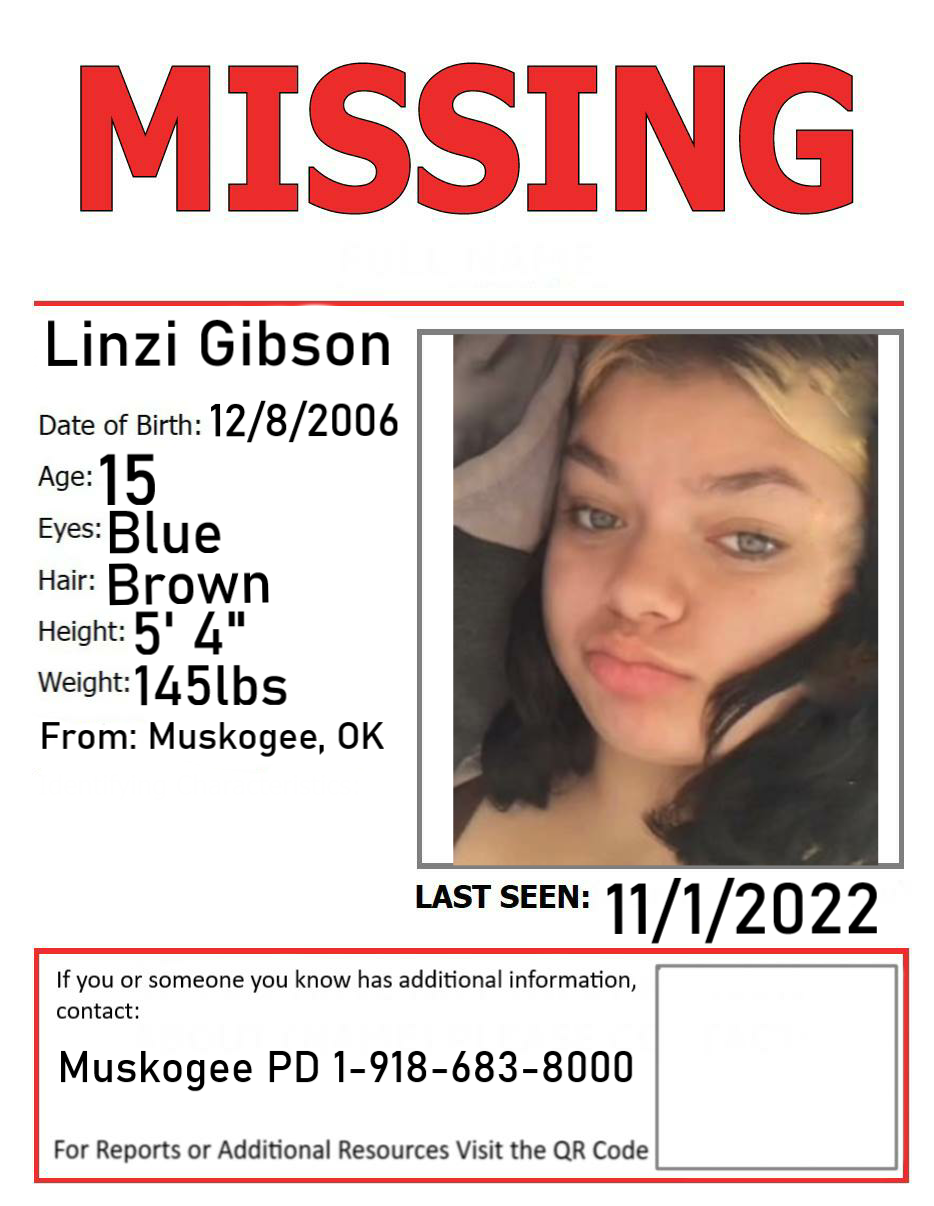 MISSING
FULL NAME
Linzi Gibson
Date of Birth: 12/8/2006
Age: 15
Eyes: Blue
Hair: Brown
Height: 5' 4"
Weight: 145lbs
From: Muskogee, OK
LAST SEEN: 11/1/2022
If you or someone you know has additional information,
contact:
Muskogee PD 1-918-683-8000
For Reports or Additional Resources Visit the QR Code